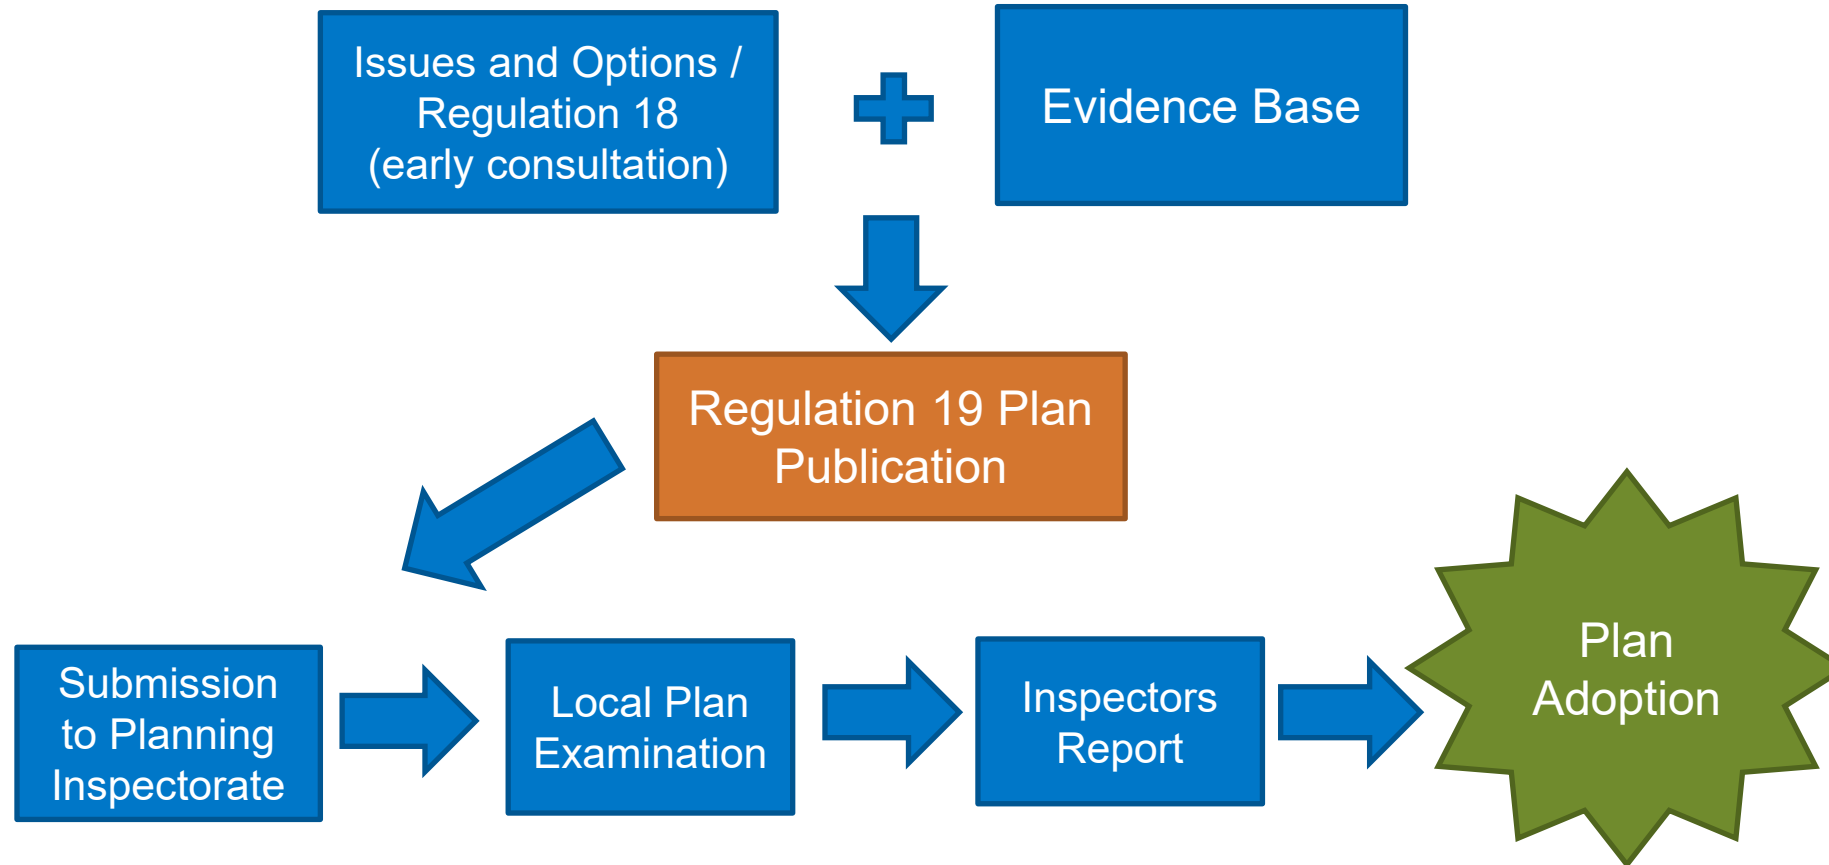 Issues and Options /
Regulation 18
(early consultation)
Evidence Base
Regulation 19 Plan
Publication
Submission
to Planning
Inspectorate
Local Plan
Examination
Inspectors
Report
Plan
Adoption